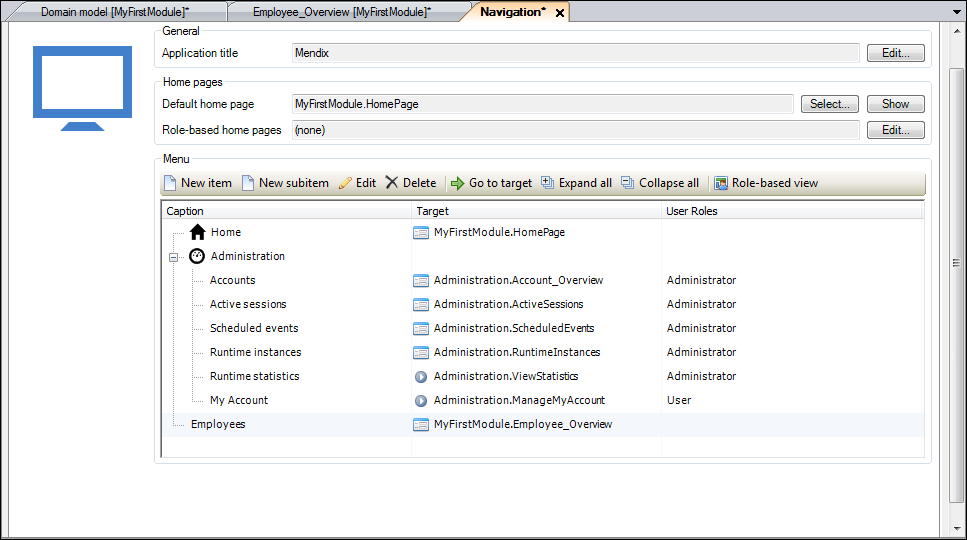 Domain model [MyFirstModule]* Employee_Overview [MyFirstModule]* Navigation*
General
Application title Mendix Edit...
Home pages
Default home page MyFirstModule.HomePage Select... Show
Role-based home pages (none) Edit...
Menu
New item New subitem Edit Delete Go to target Expand all Collapse all Role-based view
Caption Target User Roles
Home MyFirstModule.HomePage
Administration
Accounts Administration.Account_Overview Administrator
Active sessions Administration.ActiveSessions Administrator
Scheduled events Administration.ScheduledEvents Administrator
Runtime instances Administration.RuntimeInstances Administrator
Runtime statistics Administration.ViewStatistics Administrator
My Account Administration.ManageMyAccount User
Employees MyFirstModule.Employee_Overview